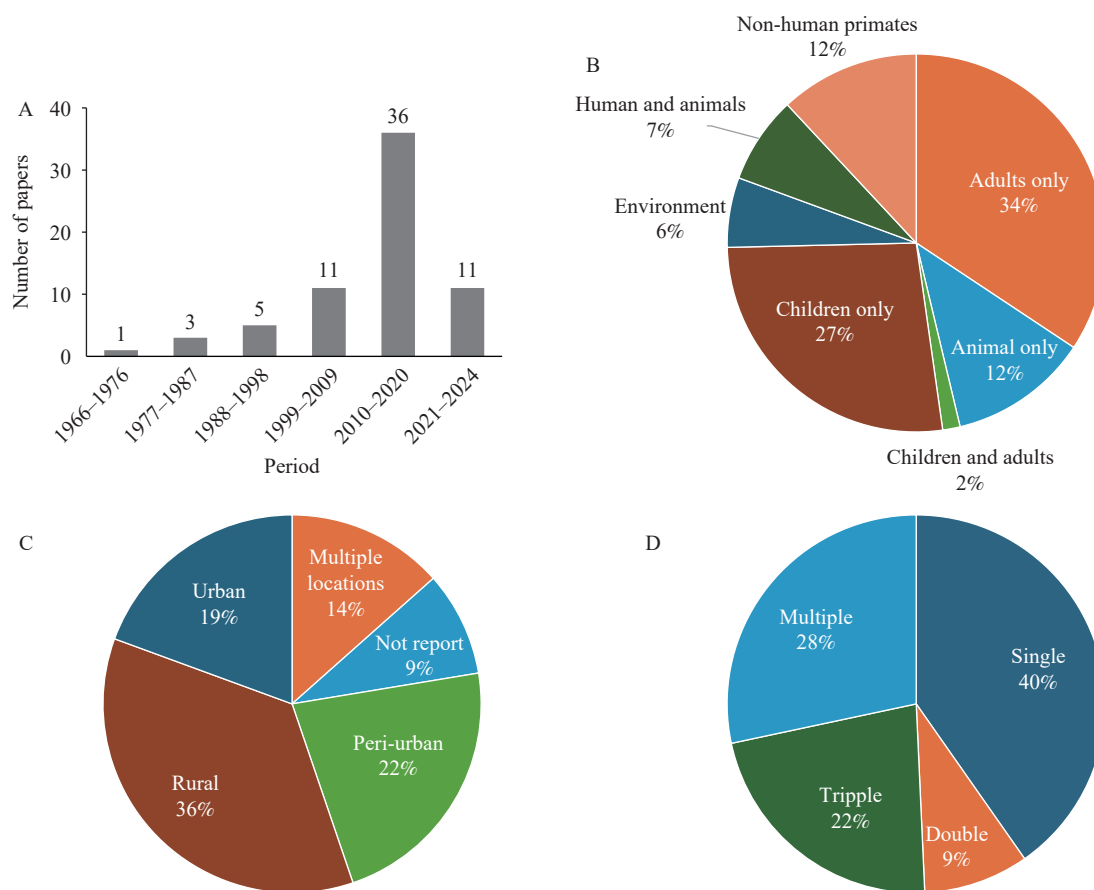 A
Number of papers
40
30
20
10
0
1
3
5
11
36
11
1966–1976
1977–1987
1988–1998
1999–2009
2010–2020
2021–2024
Period
B
Non-human primates
12%
Human and animals
7%
Environment
6%
Children only
27%
Adults only
34%
Animal only
12%
Children and adults
2%
C
Urban
19%
Multiple
locations
14%
Not report
9%
Peri-urban
22%
Rural
36%
D
Multiple
28%
Single
40%
Tripple
22%
Double
9%